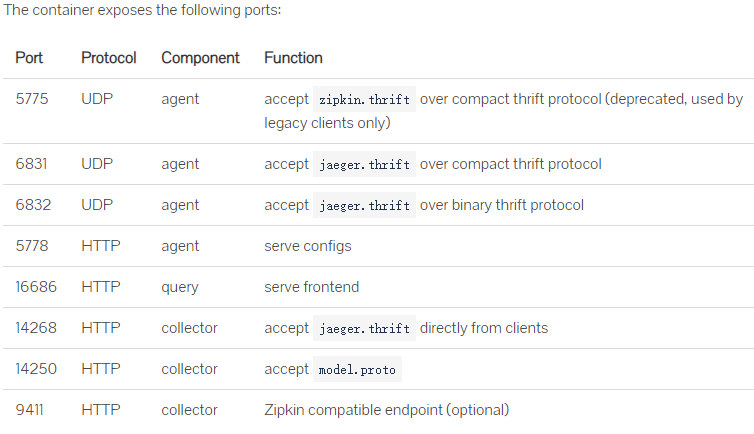 The container exposes the following ports:
Port Protocol Component Function
5775 UDP agent accept zipkin.thrift over compact thrift protocol (deprecated, used by
legacy clients only)
6831 UDP agent accept jaeger.thrift over compact thrift protocol
6832 UDP agent accept jaeger.thrift over binary thrift protocol
5778 HTTP agent serve configs
16686 HTTP query serve frontend
14268 HTTP collector accept jaeger.thrift directly from clients
14250 HTTP collector accept model.proto
9411 HTTP collector Zipkin compatible endpoint (optional)